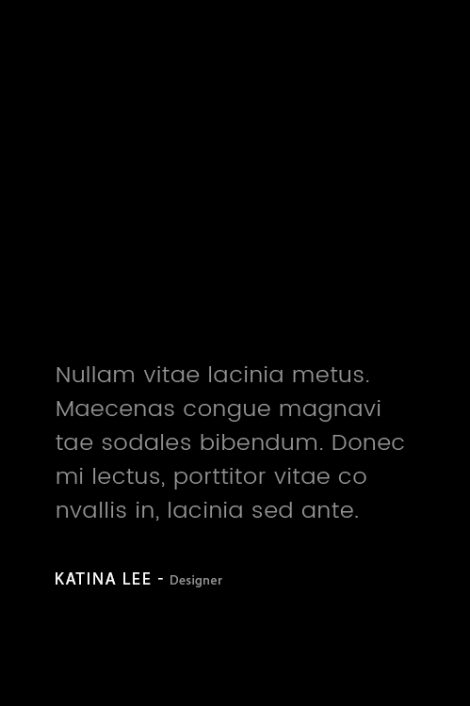 Nullam vitae lacinia metus.
Maecenas congue magnavi
tae sodales bibendum. Donec
mi lectus, porttitor vitae co
nvallis in, lacinia sed ante.
KATINA LEE - Designer